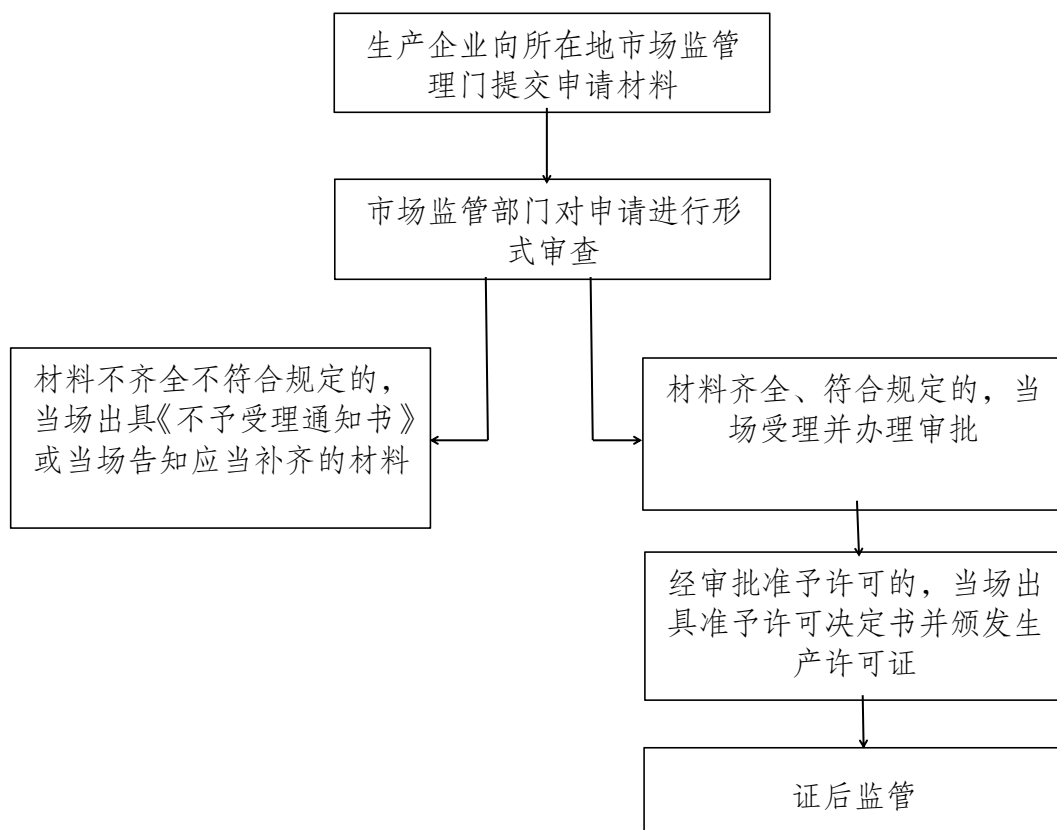 生产企业向所在地市场监管
理门提交申请材料
市场监管部门对申请进行形
式审查
材料不齐全不符合规定的，
当场出具《不予受理通知书》
或当场告知应当补齐的材料
材料齐全、符合规定的，当
场受理并办理审批
经审批准予许可的，当场出
具准予许可决定书并颁发生
产许可证
证后监管